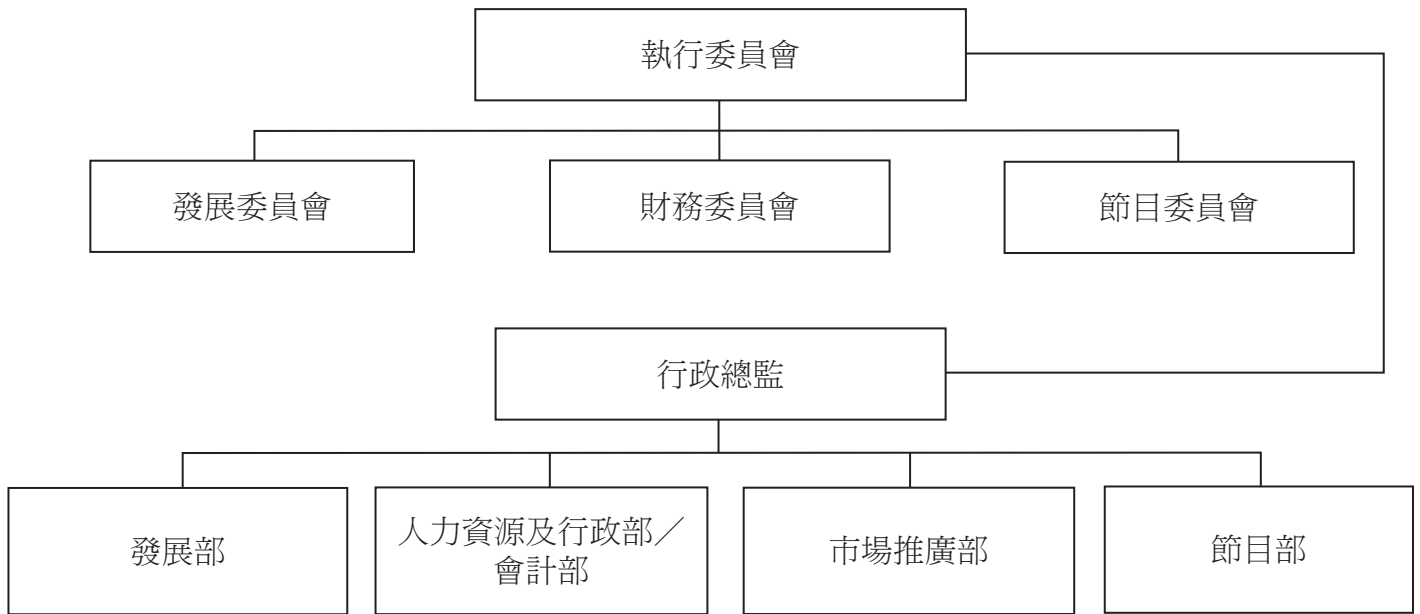 執行委員會
發展委員會
財務委員會
節目委員會
行政總監
發展部
人力資源及行政部／
會計部
市場推廣部
節目部